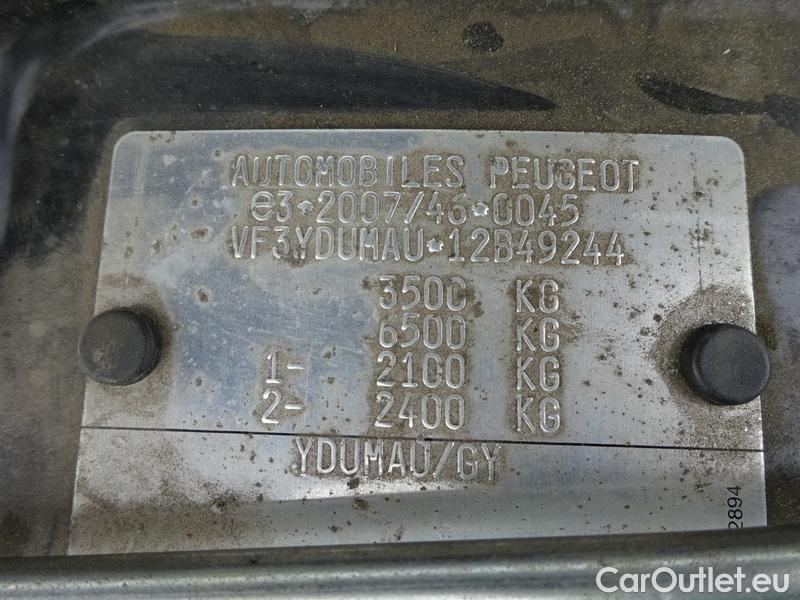 AUTOMOBILES PEUGEOT
e3*2007/46*0045
VF3YDUMAU*12B49244
3500 KG
6500 KG
1- 2100 KG
2- 2400 KG
YDUMAU/GY
2894
CarOutlet.eu